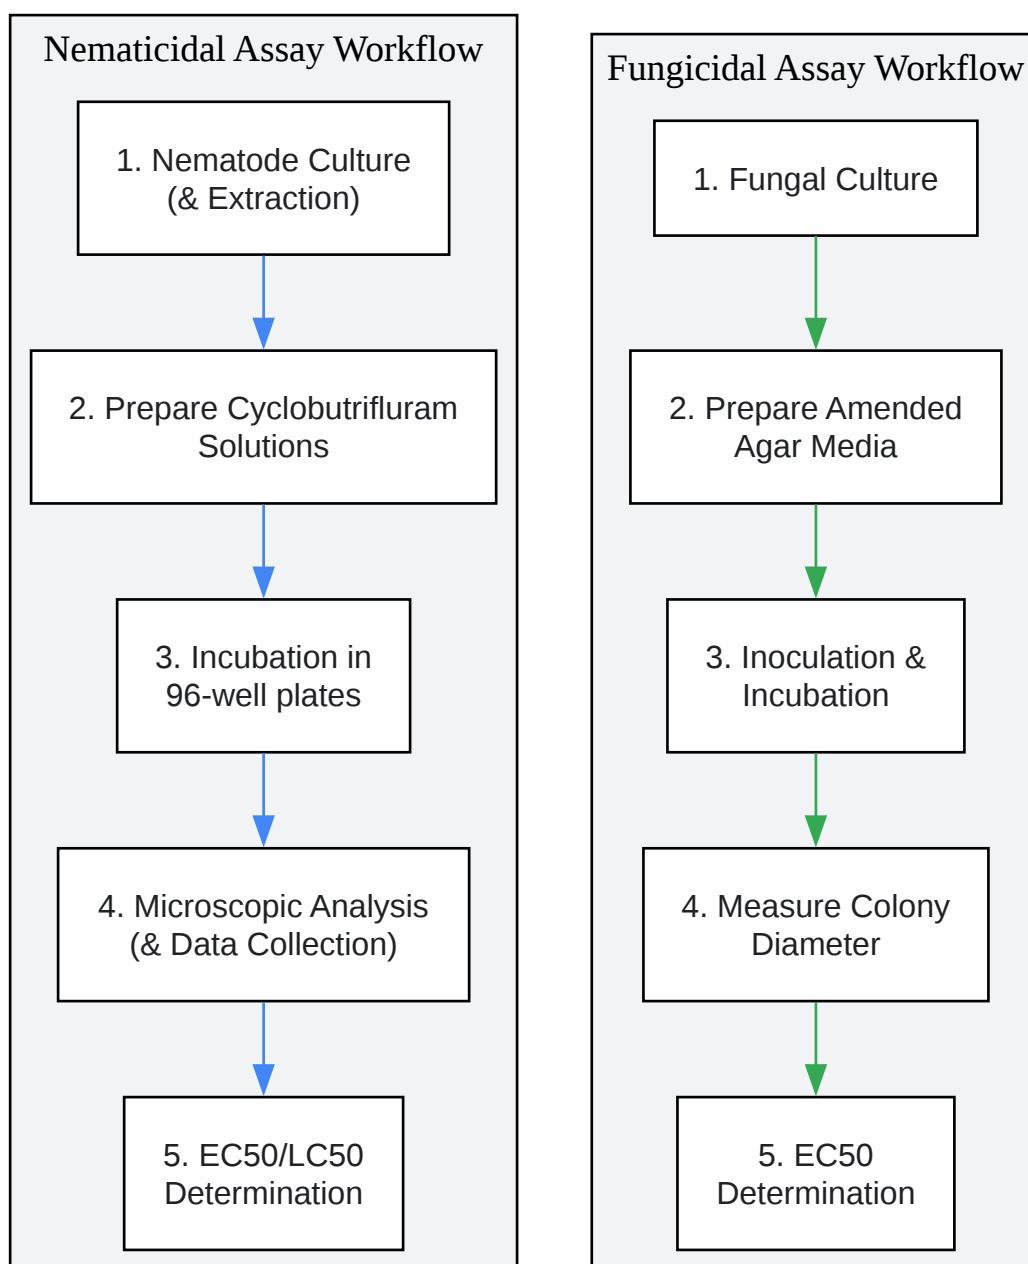 Nematicidal Assay Workflow
1. Nematode Culture
(& Extraction)
2. Prepare Cyclobutrifluram
Solutions
3. Incubation in
96-well plates
4. Microscopic Analysis
(& Data Collection)
5. EC50/LC50
Determination
Fungicidal Assay Workflow
1. Fungal Culture
2. Prepare Amended
Agar Media
3. Inoculation &
Incubation
4. Measure Colony
Diameter
5. EC50
Determination